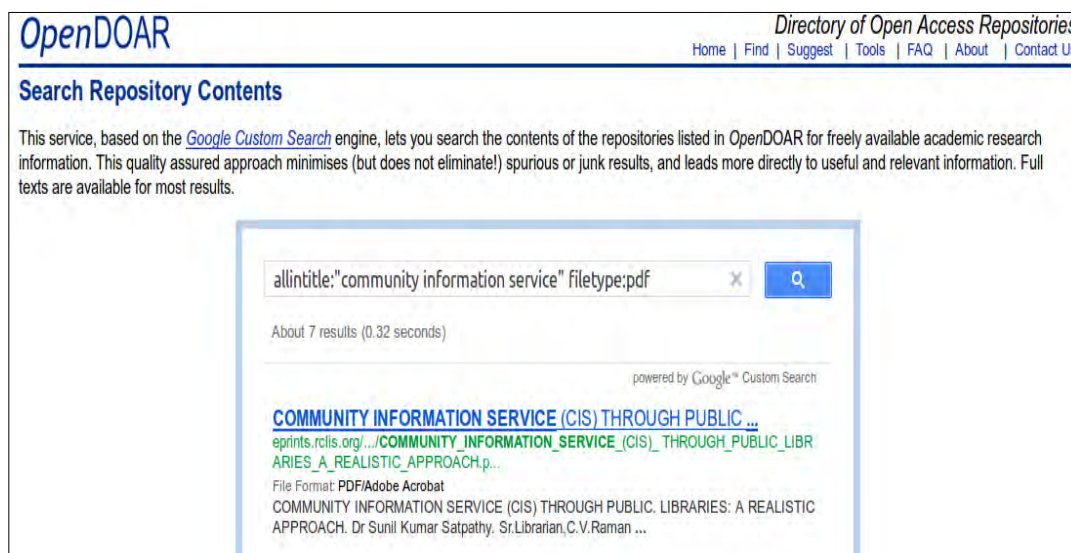 OpenDOAR
Directory of Open Access Repositories
Home | Find | Suggest | Tools | FAQ | About | Contact U
Search Repository Contents
This service, based on the Google Custom Search engine, lets you search the contents of the repositories listed in OpenDOAR for freely available academic research
information. This quality assured approach minimises (but does not eliminate!) spurious or junk results, and leads more directly to useful and relevant information. Full
texts are available for most results.
allintitle:"community information service" filetype:pdf ×
About 7 results (0.32 seconds)
powered by Google™ Custom Search
COMMUNITY INFORMATION SERVICE (CIS) THROUGH PUBLIC ...
eprints.rclis.org/.../COMMUNITY_INFORMATION_SERVICE_(CIS)_ THROUGH_PUBLIC_LIBR
ARIES_A_REALISTIC_APPROACH.p...
File Format: PDF/Adobe Acrobat
COMMUNITY INFORMATION SERVICE (CIS) THROUGH PUBLIC. LIBRARIES: A REALISTIC
APPROACH. Dr Sunil Kumar Satpathy. Sr.Librarian,C.V.Raman ...